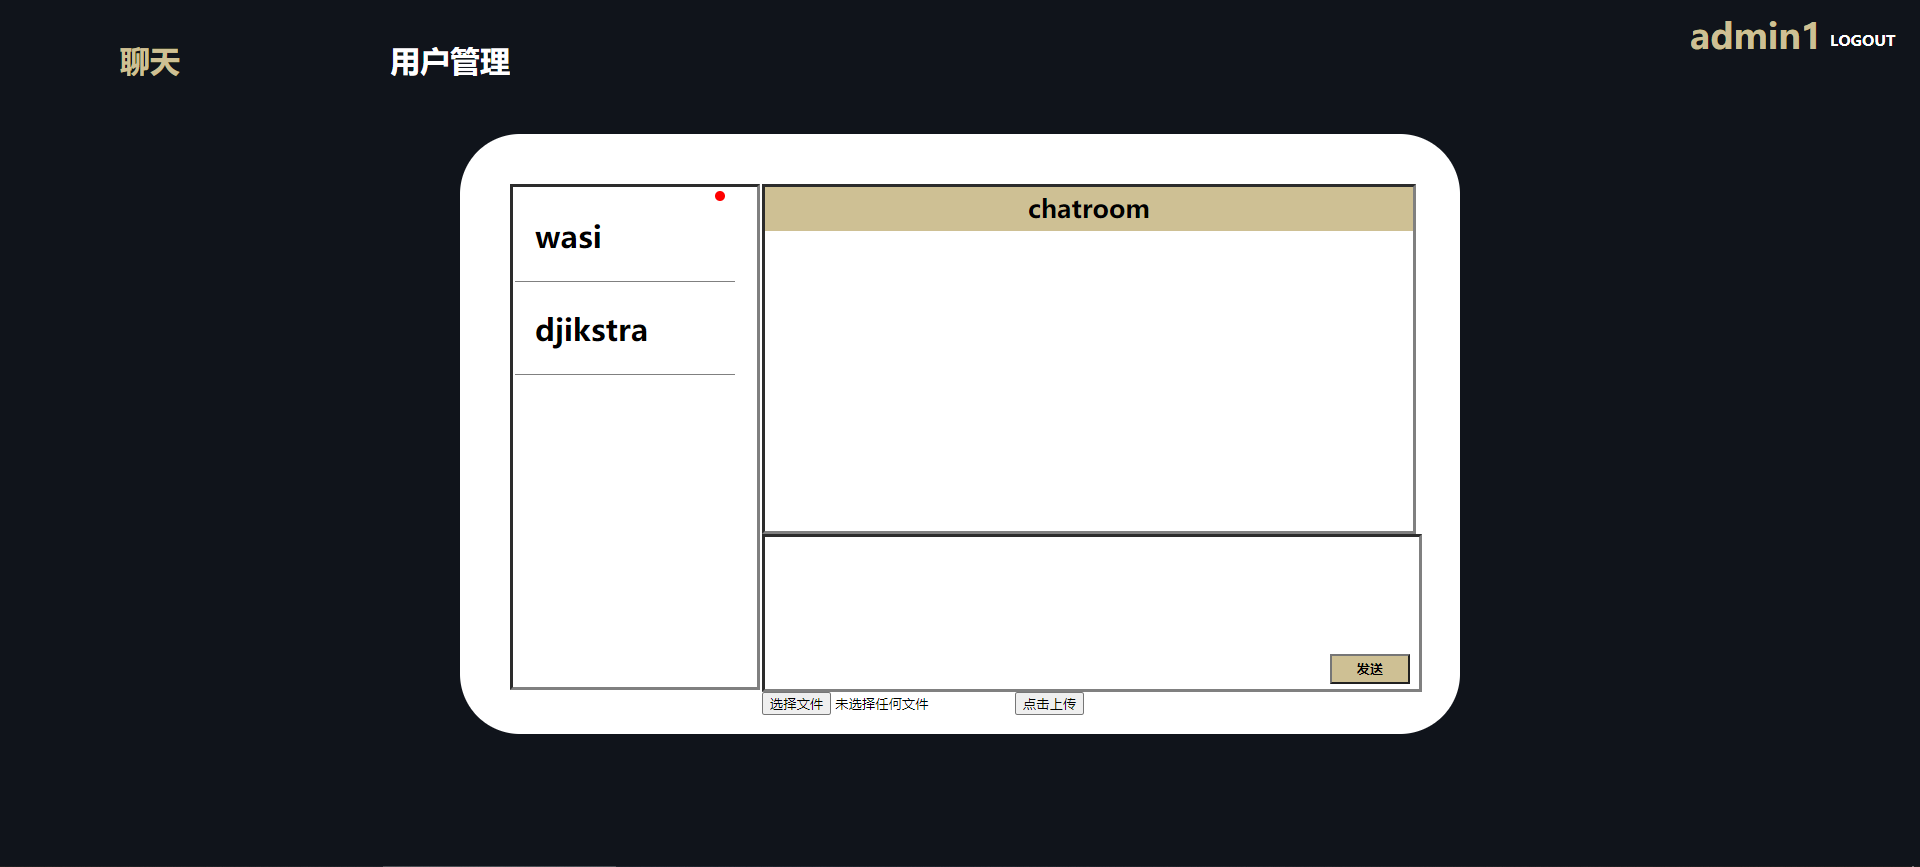 聊天
用户管理
admin1 LOGOUT
wasi
djikstra
chatroom
发送
选择文件 未选择任何文件 点击上传